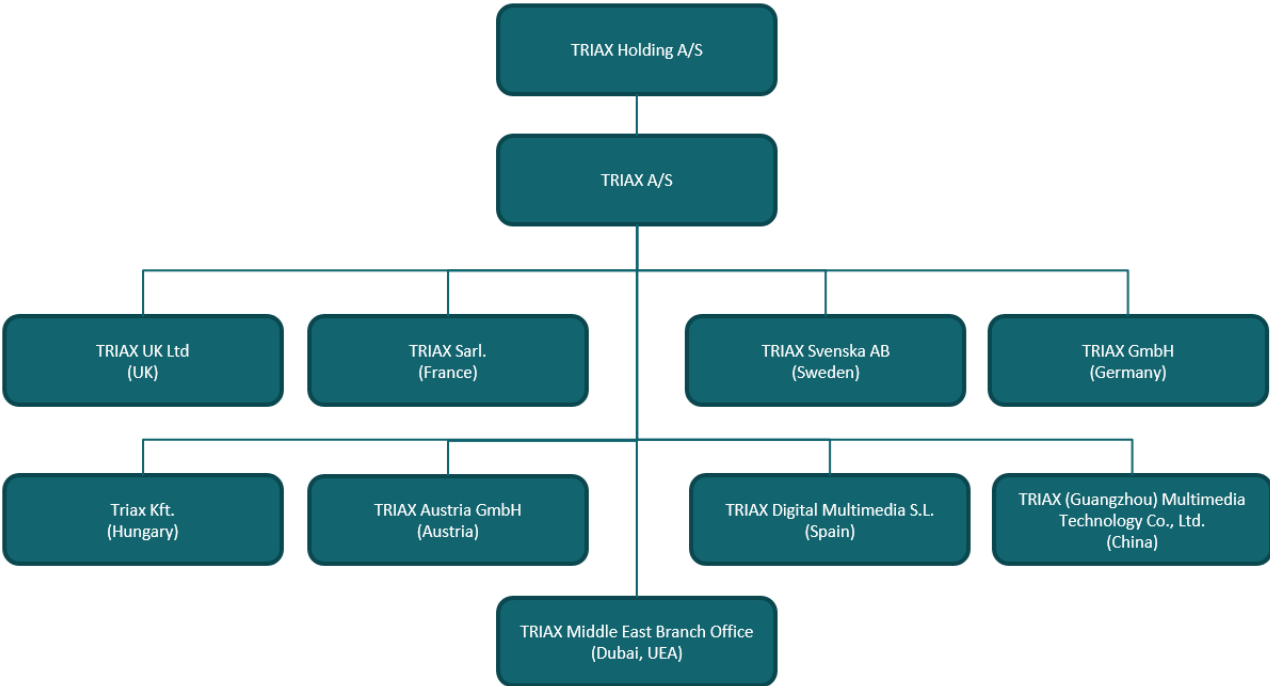 TRIAX Holding A/S
TRIAX A/S
TRIAX UK Ltd
(UK)
TRIAX Sarl.
(France)
TRIAX Svenska AB
(Sweden)
TRIAX GmbH
(Germany)
Triax Kft.
(Hungary)
TRIAX Austria GmbH
(Austria)
TRIAX Digital Multimedia S.L.
(Spain)
TRIAX (Guangzhou) Multimedia
Technology Co., Ltd.
(China)
TRIAX Middle East Branch Office
(Dubai, UEA)